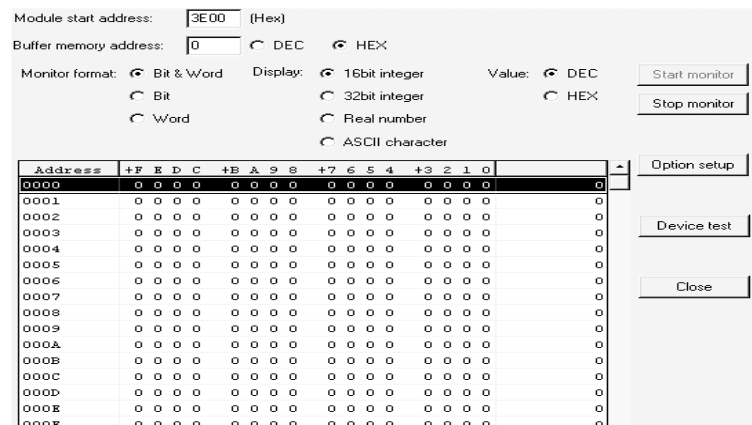 Module start address: 3E00 (Hex)
Buffer memory address: 0 DEC HEX
Monitor format: Bit & Word Display: 16bit integer Value: DEC Start monitor
Bit 32bit integer HEX Stop monitor
Word Real number
ASCII character
Option setup
Address +F E D C +B A 9 8 +7 6 5 4 +3 2 1 0
0000 0 0 0 0 0 0 0 0 0 0 0 0 0 0 0 0 0
0001 0 0 0 0 0 0 0 0 0 0 0 0 0 0 0 0 0
0002 0 0 0 0 0 0 0 0 0 0 0 0 0 0 0 0 0
0003 0 0 0 0 0 0 0 0 0 0 0 0 0 0 0 0 0 Device test
0004 0 0 0 0 0 0 0 0 0 0 0 0 0 0 0 0 0
0005 0 0 0 0 0 0 0 0 0 0 0 0 0 0 0 0 0
0006 0 0 0 0 0 0 0 0 0 0 0 0 0 0 0 0 0 Close
0007 0 0 0 0 0 0 0 0 0 0 0 0 0 0 0 0 0
0008 0 0 0 0 0 0 0 0 0 0 0 0 0 0 0 0 0
0009 0 0 0 0 0 0 0 0 0 0 0 0 0 0 0 0 0
000A 0 0 0 0 0 0 0 0 0 0 0 0 0 0 0 0 0
000B 0 0 0 0 0 0 0 0 0 0 0 0 0 0 0 0 0
000C 0 0 0 0 0 0 0 0 0 0 0 0 0 0 0 0 0
000D 0 0 0 0 0 0 0 0 0 0 0 0 0 0 0 0 0
000E 0 0 0 0 0 0 0 0 0 0 0 0 0 0 0 0 0